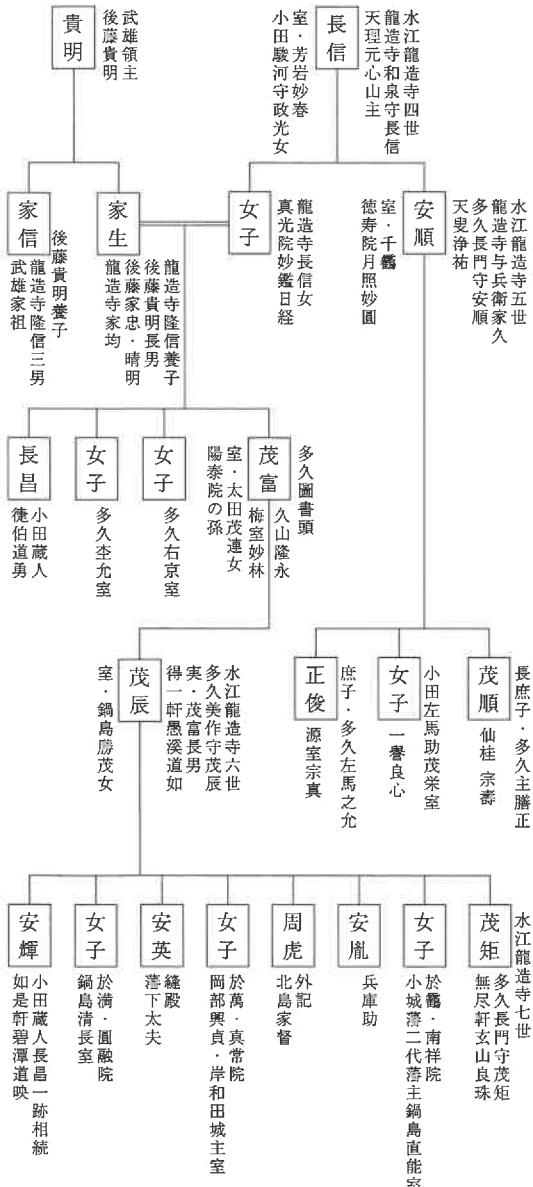 水江龍造寺四世
龍造寺和泉守長信
天理元心山主
長信
室・芳岩妙春
小田駿河守政光女
武雄領主
後藤貴明
貴明
水江龍造寺五世
龍造寺与兵衛家久
多久長門守安順
天叟浄祐
安順
室・千鶴
徳寿院月照妙圓
龍造寺長信女
真光院妙鑑日経
女子
龍造寺隆信養子
後藤貴明長男
後藤家忠・晴明
龍造寺家均
家生
後藤貴明養子
龍造寺隆信三男
武雄家祖
家信
多久圖書頭
久山隆永
茂富
梅室妙林
室・太田茂連女
陽泰院の孫
女子
多久右京室
女子
多久杢允室
長昌
小田蔵人
道勇
長庶子・多久主膳正
茂順
仙桂 宗壽
小田左馬助茂栄室
女子
一譽良心
庶子・多久左馬之允
正俊
源室宗真
水江龍造寺六世
多久美作守茂辰
実・茂富長男
得一軒愚溪道如
茂辰
室・鍋島勝茂女
水江龍造寺七世
茂矩
多久長門守茂矩
無尽軒玄山良珠
女子
於鶴・南祥院
小城藩二代藩主鍋島直能室
安胤
兵庫助
周虎
外記
北島家督
女子
於萬・真常院
岡部興貞・岸和田城主室
安英
縫殿
藩下太夫
女子
於満・圓融院
鍋島清長室
安輝
小田蔵人長昌一跡相続
如是軒碧潭道映